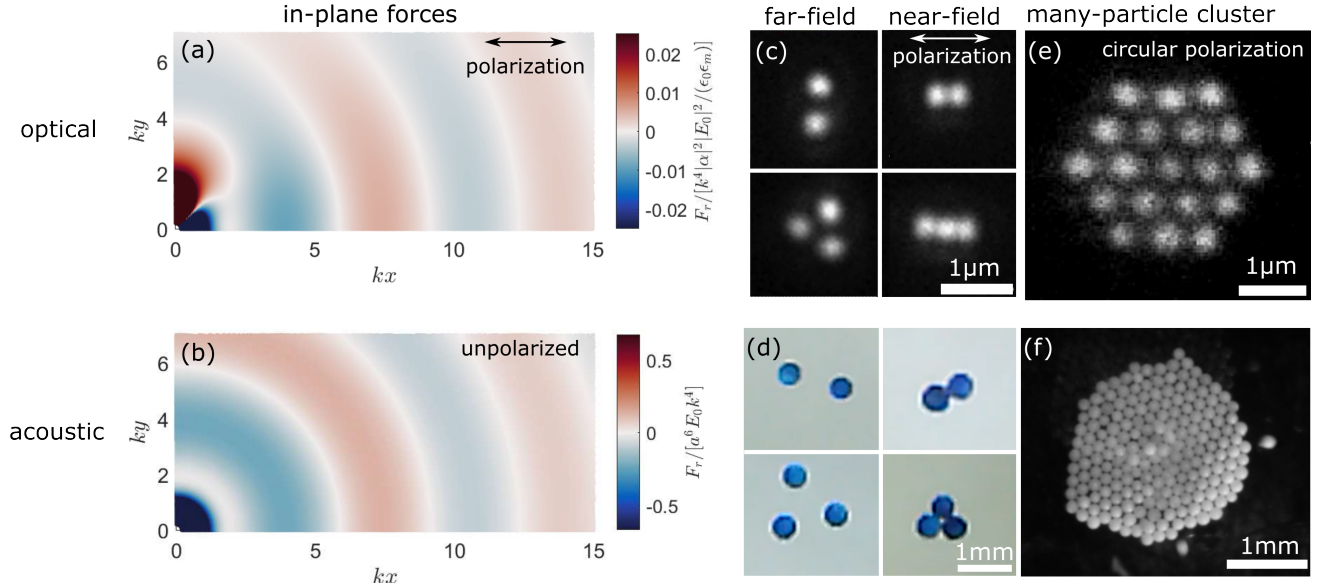 in-plane forces
far-field
near-field
many-particle cluster
optical
(a)
polarization
6
4
2
0
ky
0
5
10
15
kx
0.02
0.01
0
-0.01
-0.02
F_r/[k^4|α|^2|E_0|^2/(ϵ_0ϵ_m)]
(c)
polarization
1µm
(e)
circular polarization
1µm
acoustic
(b)
unpolarized
6
4
2
0
ky
0
5
10
15
kx
0.5
0
-0.5
F_r/[a^6E_0k^4]
(d)
1mm
(f)
1mm